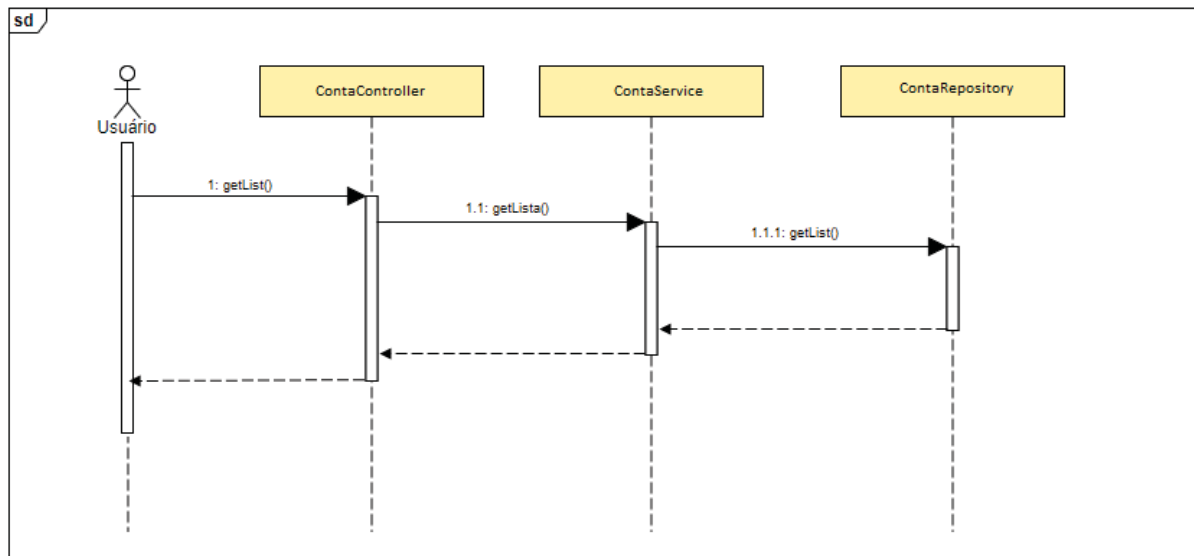 sd
ContaController
ContaService
ContaRepository
Usuário
1: getList()
1.1: getLista()
1.1.1: getList()